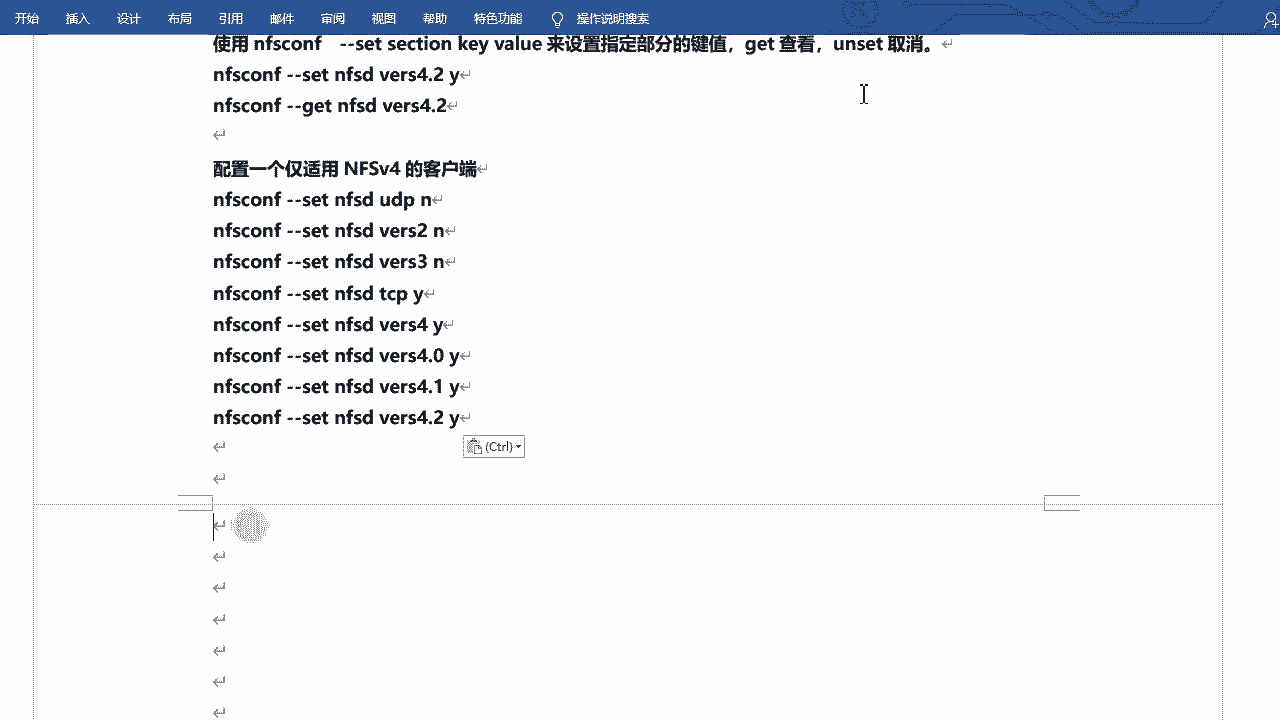 开始 插入 设计 布局 引用 邮件 审阅 视图 帮助 特色功能 操作说明搜索
使用 nfsconf --set section key value 来设置指定部分的键值，get 查看，unset 取消。
nfsconf --set nfsd vers4.2 y
nfsconf --get nfsd vers4.2
配置一个仅适用 NFSv4 的客户端
nfsconf --set nfsd udp n
nfsconf --set nfsd vers2 n
nfsconf --set nfsd vers3 n
nfsconf --set nfsd tcp y
nfsconf --set nfsd vers4 y
nfsconf --set nfsd vers4.0 y
nfsconf --set nfsd vers4.1 y
nfsconf --set nfsd vers4.2 y
(Ctrl)